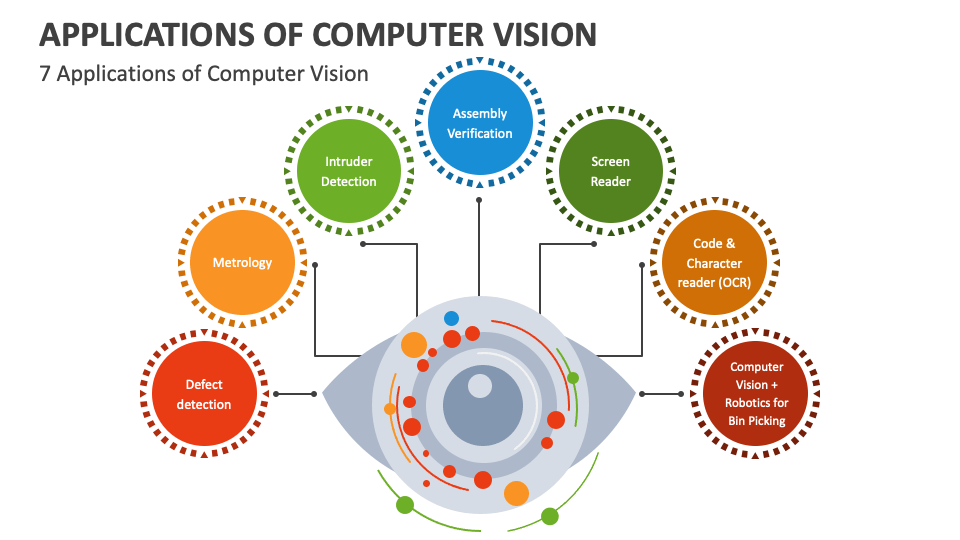 APPLICATIONS OF COMPUTER VISION
7 Applications of Computer Vision
Defect
detection
Metrology
Intruder
Detection
Assembly
Verification
Screen
Reader
Code &
Character
reader (OCR)
Computer
Vision +
Robotics for
Bin Picking